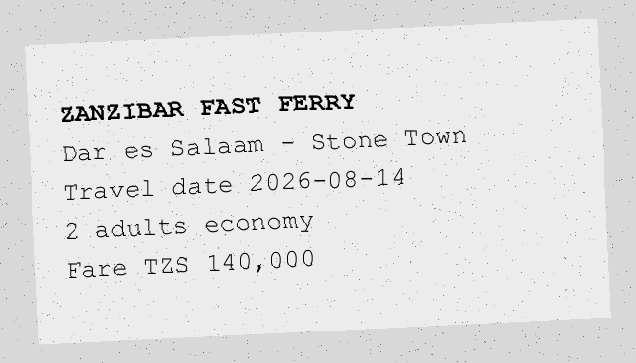 ZANZIBAR FAST FERRY
Dar es Salaam - Stone Town
Travel date 2026-08-14
2 adults economy
Fare TZS 140,000